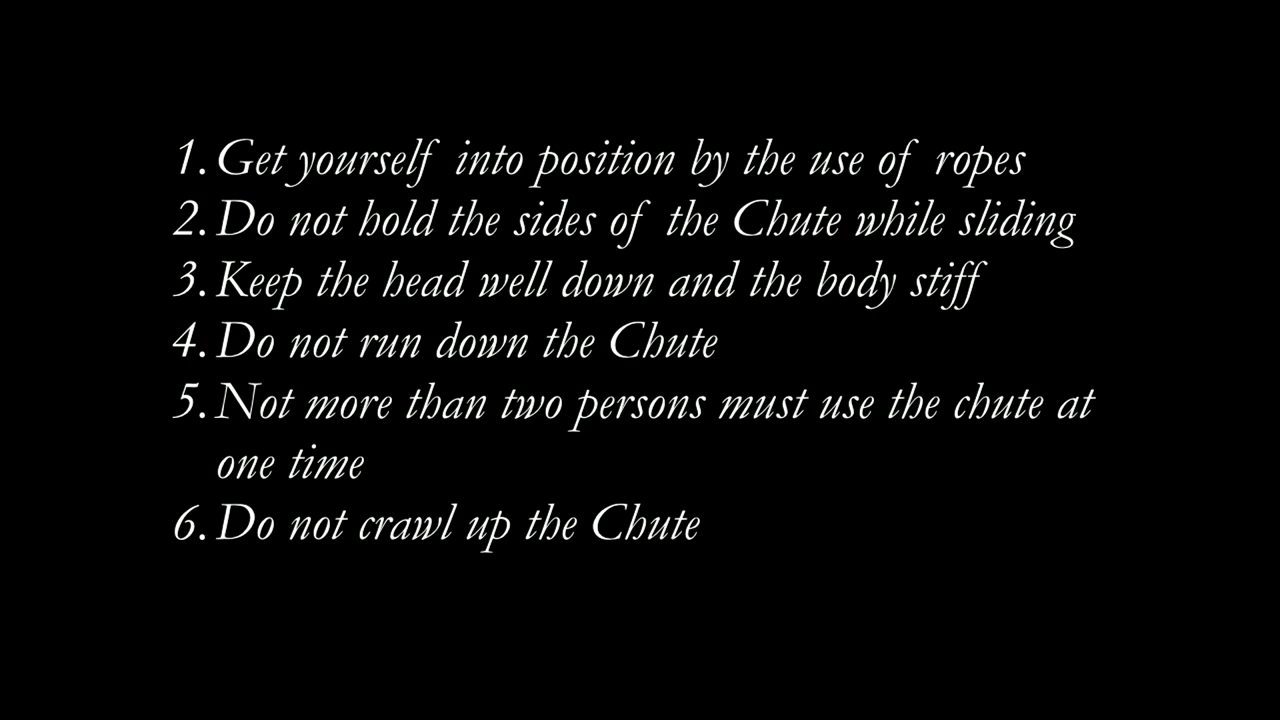 1. Get yourself into position by the use of ropes
2. Do not hold the sides of the Chute while sliding
3. Keep the head well down and the body stiff
4. Do not run down the Chute
5. Not more than two persons must use the chute at
one time
6. Do not crawl up the Chute